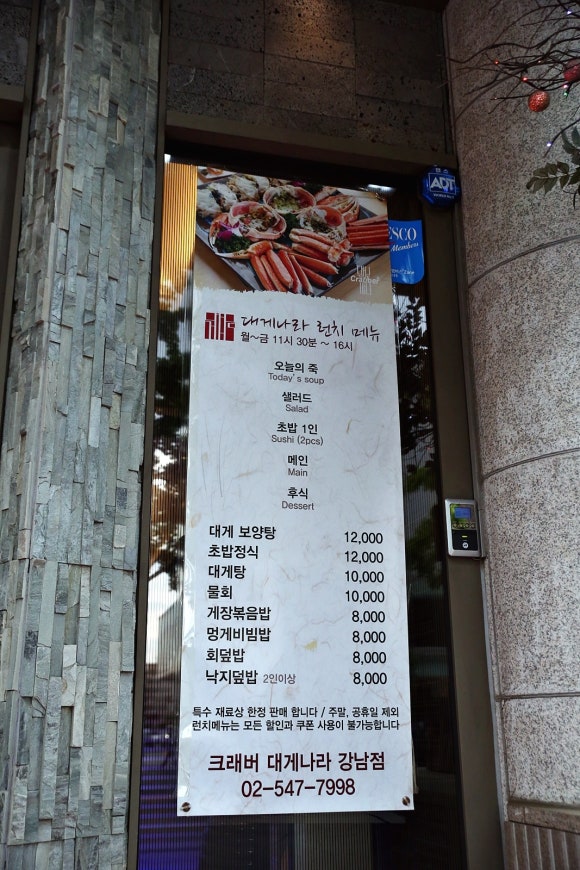 ADT
ESCO
Members
Crabber
대게나라 런치 메뉴
월~금 11시 30분 ~ 16시
오늘의 죽
Today's soup
샐러드
Salad
초밥 1인
Sushi (2pcs)
메인
Main
후식
Dessert
대게 보양탕 12,000
초밥정식 12,000
대게탕 10,000
물회 10,000
게장볶음밥 8,000
멍게비빔밥 8,000
회덮밥 8,000
낙지덮밥 2인이상 8,000
특수 재료상 한정 판매 합니다 / 주말, 공휴일 제외
런치메뉴는 모든 할인과 쿠폰 사용이 불가능합니다
크래버 대게나라 강남점
02-547-7998